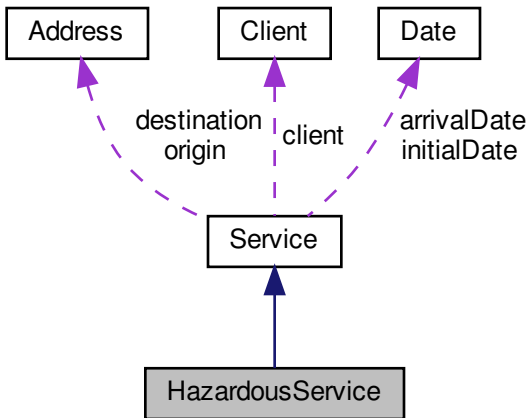 Address
Client
Date
destination
origin
client
arrivalDate
initialDate
Service
HazardousService